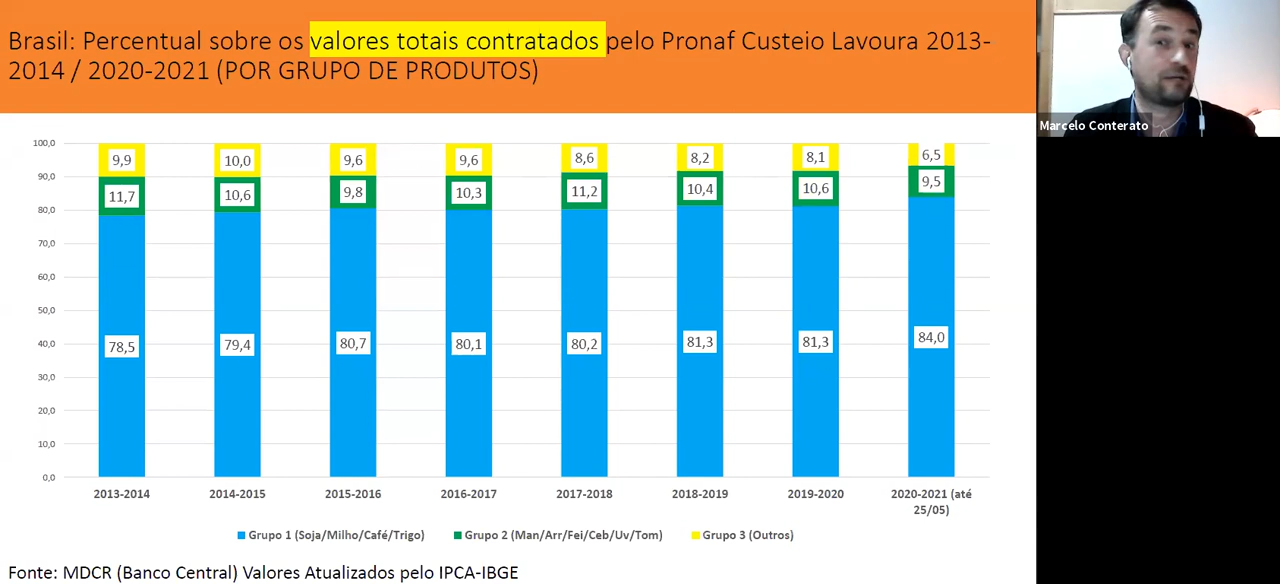 Brasil: Percentual sobre os valores totais contratados pelo Pronaf Custeio Lavoura 2013-
2014 / 2020-2021 (POR GRUPO DE PRODUTOS)
Marcelo Conterato
100,0
90,0
80,0
70,0
60,0
50,0
40,0
30,0
20,0
10,0
0,0
9,9 10,0 9,6 9,6 8,6 8,2 8,1 6,5
11,7 10,6 9,8 10,3 11,2 10,4 10,6 9,5
78,5 79,4 80,7 80,1 80,2 81,3 81,3 84,0
2013-2014 2014-2015 2015-2016 2016-2017 2017-2018 2018-2019 2019-2020 2020-2021 (até
25/05)
Grupo 1 (Soja/Milho/Café/Trigo) Grupo 2 (Man/Arr/Fei/Ceb/Uv/Tom) Grupo 3 (Outros)
Fonte: MDCR (Banco Central) Valores Atualizados pelo IPCA-IBGE